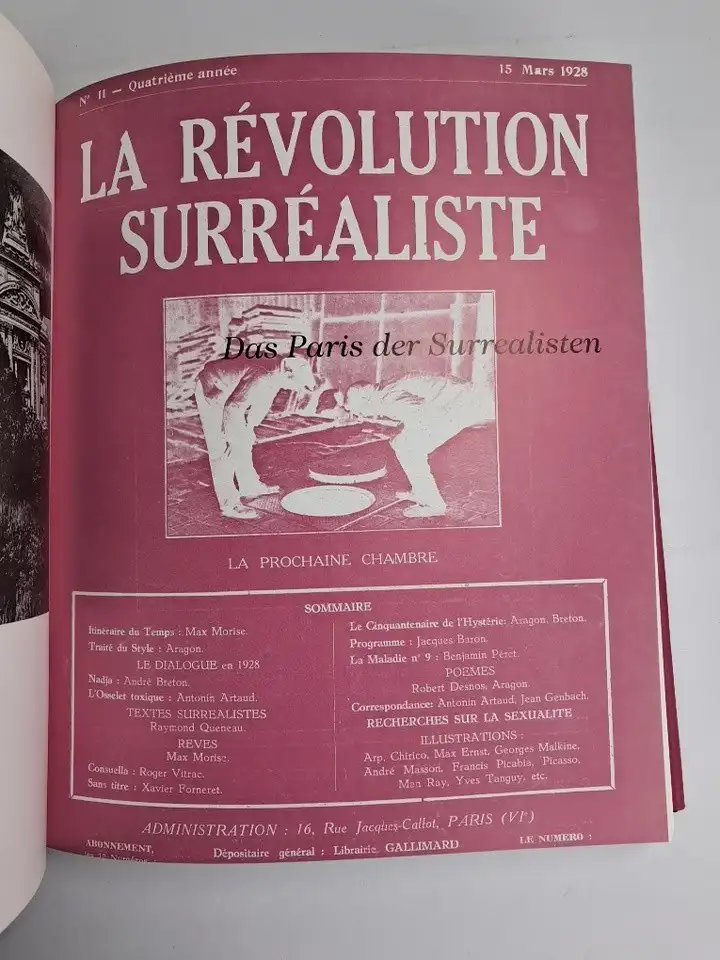 N° 11 — Quatrième année
15 Mars 1928
LA RÉVOLUTION
SURRÉALISTE
Das Paris der Surrealisten
LA PROCHAINE CHAMBRE
SOMMAIRE
Itinéraire du Temps : Max Morise.
Traité du Style : Aragon.
LE DIALOGUE en 1928
Nadja : André Breton.
L'Osselet toxique : Antonin Artaud.
TEXTES SURREALISTES
Raymond Queneau.
REVES
Max Morise.
Consuella : Roger Vitrac.
Sans titre : Xavier Forneret.
Le Cinquantenaire de l'Hystérie: Aragon, Breton.
Programme : Jacques Baron.
La Maladie n° 9 : Benjamin Péret.
POEMES
Robert Desnos, Aragon.
Correspondance: Antonin Artaud, Jean Genbach.
RECHERCHES SUR LA SEXUALITE
ILLUSTRATIONS :
Arp, Chirico, Max Ernst, Georges Malkine,
André Masson, Francis Picabia, Picasso,
Man Ray, Yves Tanguy, etc.
ADMINISTRATION : 16, Rue Jacques-Callot, PARIS (VIe)
ABONNEMENT,
Dépositaire général : Librairie GALLIMARD
LE NUMERO :